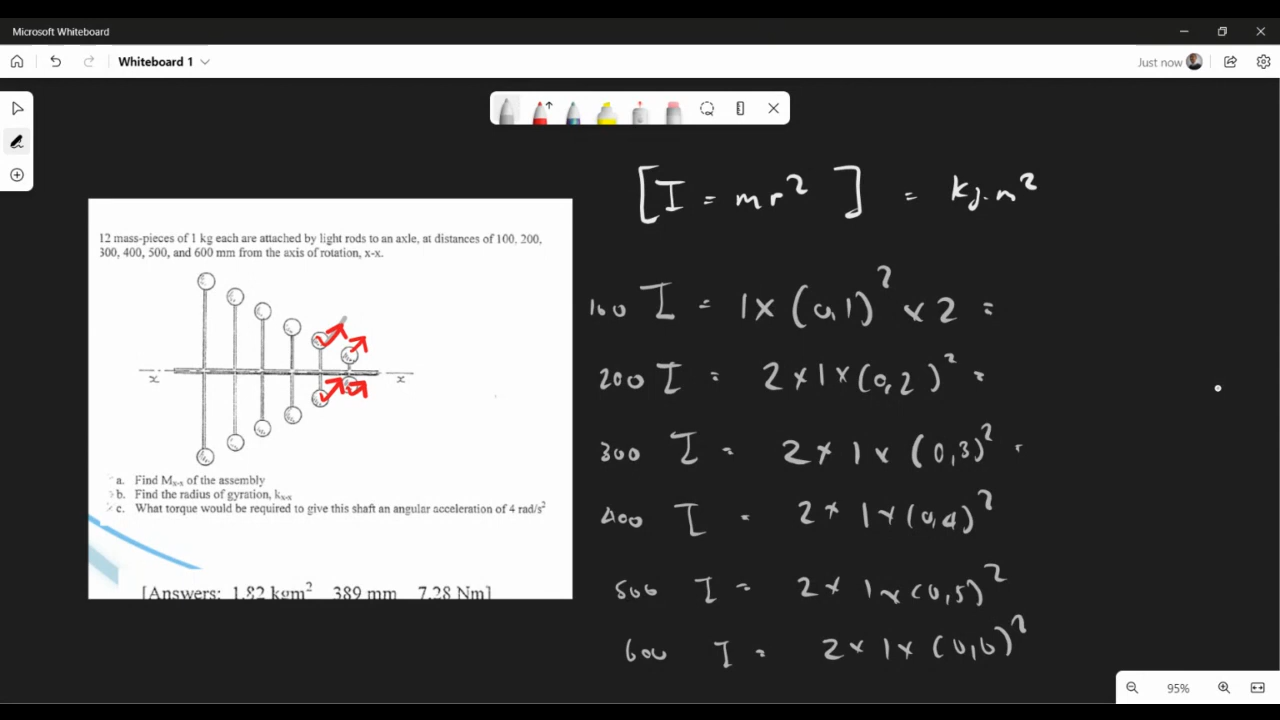 Microsoft Whiteboard
Whiteboard 1
Just now
12 mass-pieces of 1 kg each are attached by light rods to an axle, at distances of 100, 200,
300, 400, 500, and 600 mm from the axis of rotation, x-x.
x x
a. Find Mₓ₋ₓ of the assembly
b. Find the radius of gyration, kₓ₋ₓ
c. What torque would be required to give this shaft an angular acceleration of 4 rad/s²
[Answers: 1.82 kgm² 389 mm 7.28 Nm]
[I = mr²] = kg.m²
100 I = 1×(0,1)² × 2 =
200 I = 2×1×(0,2)² =
300 I = 2×1×(0,3)² =
400 I = 2×1×(0,4)²
500 I = 2×1×(0,5)²
600 I = 2×1×(0,6)²
95%